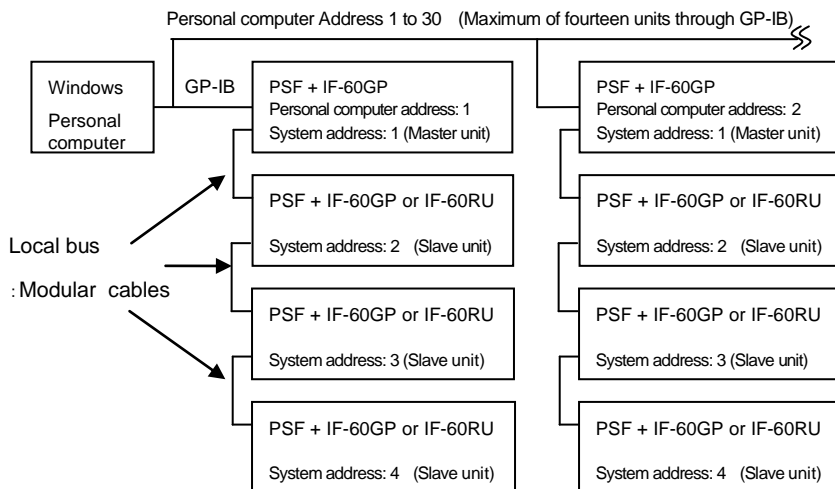 Personal computer Address 1 to 30 (Maximum of fourteen units through GP-IB)
Windows
Personal
computer
GP-IB
PSF + IF-60GP
Personal computer address: 1
System address: 1 (Master unit)
PSF + IF-60GP
Personal computer address: 2
System address: 1 (Master unit)
Local bus
: Modular cables
PSF + IF-60GP or IF-60RU
System address: 2 (Slave unit)
PSF + IF-60GP or IF-60RU
System address: 2 (Slave unit)
PSF + IF-60GP or IF-60RU
System address: 3 (Slave unit)
PSF + IF-60GP or IF-60RU
System address: 3 (Slave unit)
PSF + IF-60GP or IF-60RU
System address: 4 (Slave unit)
PSF + IF-60GP or IF-60RU
System address: 4 (Slave unit)